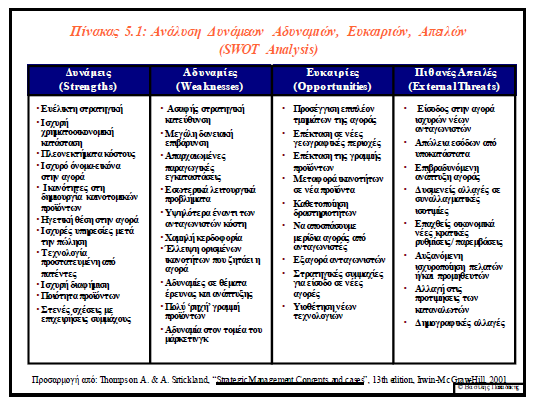 Πίνακας 5.1: Ανάλυση Δυνάμεων Αδυναμιών, Ευκαιριών, Απειλών
(SWOT Analysis)
Δυνάμεις
(Strengths)
• Ευέλικτη στρατηγική
• Ισχυρή
χρηματοοικονομική
κατάσταση
• Πλεονεκτήματα κόστους
• Ισχυρό όνομα-εικόνα
στην αγορά
• Ικανότητες στη
δημιουργία καινοτομικών
προϊόντων
• Ηγετική θέση στην αγορά
• Ισχυρές υπηρεσίες μετά
την πώληση
• Τεχνολογία
προστατευμένη από
πατέντες
• Ισχυρή διαφήμιση
• Ποιότητα προϊόντων
• Στενές σχέσεις με
επιχειρήσεις συμμάχους
Αδυναμίες
(Weaknesses)
• Ασαφής στρατηγική
κατεύθυνση
• Μεγάλη δανειακή
επιβάρυνση
• Απαρχαιωμένες
παραγωγικές
εγκαταστάσεις
• Εσωτερικά λειτουργικά
προβλήματα
• Υψηλότερα έναντι των
ανταγωνιστών κόστη
• Χαμηλή κερδοφορία
• Έλλειψη ορισμένων
ικανοτήτων που ζητάει η
αγορά
• Αδυναμίες σε θέματα
έρευνας και ανάπτυξης
• Πολύ 'ρηχή' γραμμή
προϊόντων
• Αδυναμία στον τομέα του
μάρκετινγκ
Ευκαιρίες
(Opportunities)
• Προσέγγιση επιπλέον
τμημάτων της αγοράς
• Επέκταση σε νέες
γεωγραφικές περιοχές
• Επέκταση της γραμμής
προϊόντων
• Μεταφορά ικανοτήτων
σε νέα προϊόντα
• Καθετοποίηση
δραστηριοτήτων
• Να αποσπάσουμε
μερίδια αγοράς από
ανταγωνιστές
• Εξαγορά ανταγωνιστών
• Στρατηγικές συμμαχίες
για είσοδο σε νέες
αγορές
• Υιοθέτηση νέων
τεχνολογιών
Πιθανές Απειλές
(External Threats)
• Είσοδος στην αγορά
ισχυρών νέων
ανταγωνιστών
• Απώλεια εσόδων από
υποκατάστατα
• Επιβραδυνόμενη
ανάπτυξη αγοράς
• Δυσμενείς αλλαγές σε
συναλλαγματικές
ισοτιμίες
• Επαχθείς οικονομικά
νέες κρατικές
ρυθμίσεις/ παρεμβάσεις
• Αυξανόμενη
ισχυροποίηση πελατών
ή/και προμηθευτών
• Αλλαγή στις
προτιμήσεις των
καταναλωτών
• Δημογραφικές αλλαγές
Προσαρμογή από: Thompson A. & A. Strickland, "Strategic Management Concepts and cases", 13th edition, Irwin-McGrawHill, 2001
© Βασίλης